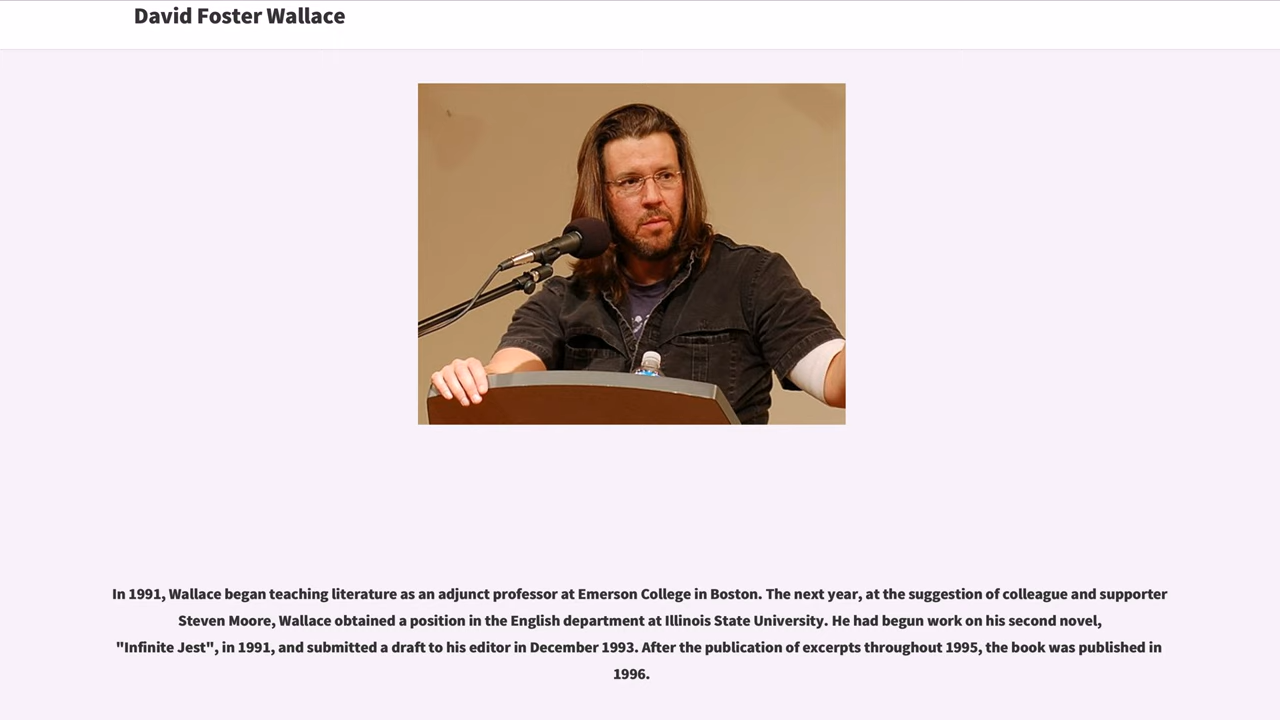 David Foster Wallace
In 1991, Wallace began teaching literature as an adjunct professor at Emerson College in Boston. The next year, at the suggestion of colleague and supporter
Steven Moore, Wallace obtained a position in the English department at Illinois State University. He had begun work on his second novel,
"Infinite Jest", in 1991, and submitted a draft to his editor in December 1993. After the publication of excerpts throughout 1995, the book was published in
1996.